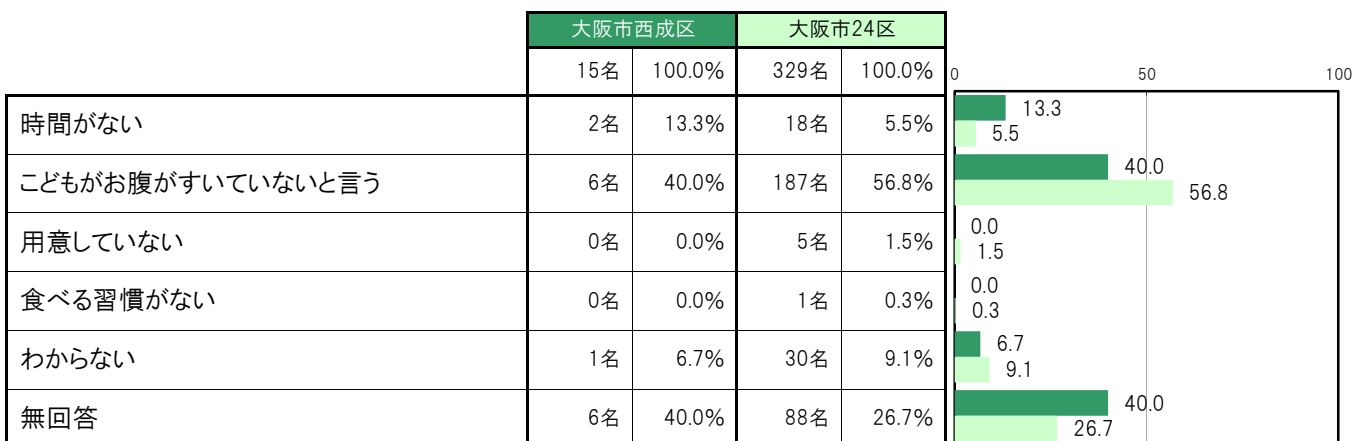 大阪市西成区 大阪市24区
15名 100.0% 329名 100.0% 0 50 100
時間がない 2名 13.3% 18名 5.5% 13.3
5.5
こどもがお腹がすいていないと言う 6名 40.0% 187名 56.8% 40.0
56.8
用意していない 0名 0.0% 5名 1.5% 0.0
1.5
食べる習慣がない 0名 0.0% 1名 0.3% 0.0
0.3
わからない 1名 6.7% 30名 9.1% 6.7
9.1
無回答 6名 40.0% 88名 26.7% 40.0
26.7